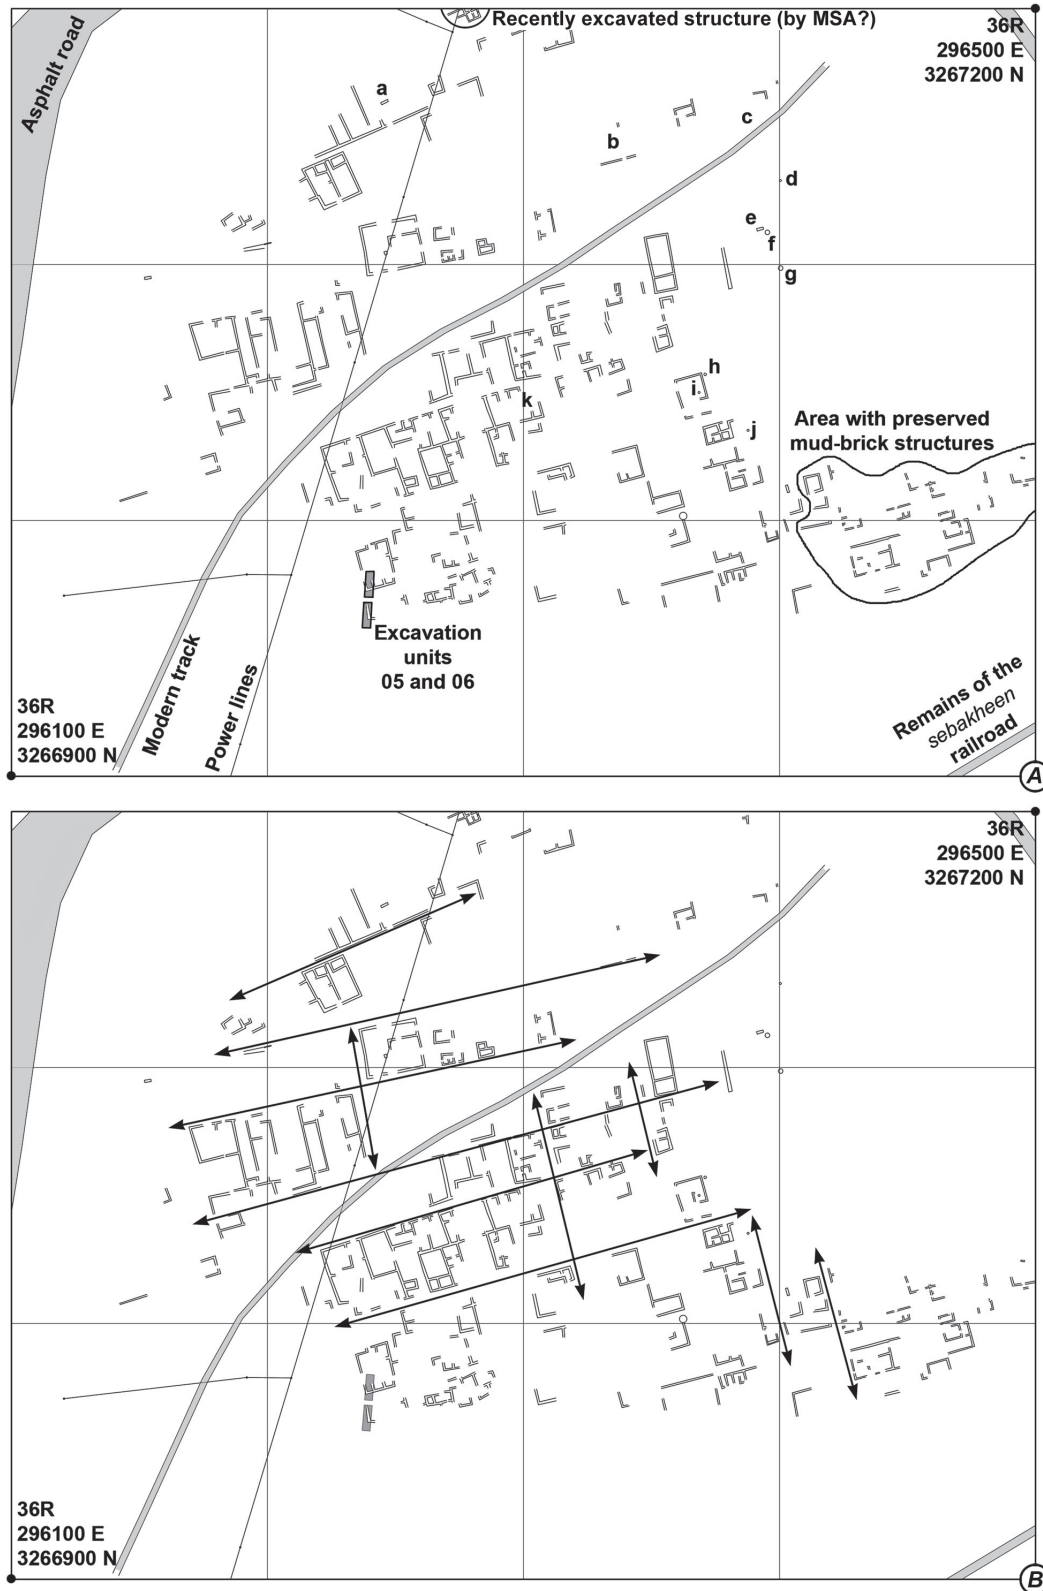 Recently excavated structure (by MSA?)
36R
296500 E
3267200 N
Asphalt road
a
b
c
d
e
f
g
h
i
j
k
Area with preserved
mud-brick structures
Excavation
units
05 and 06
Modern track
Power lines
Remains of the
sebakheen
railroad
36R
296100 E
3266900 N
A
36R
296500 E
3267200 N
36R
296100 E
3266900 N
B